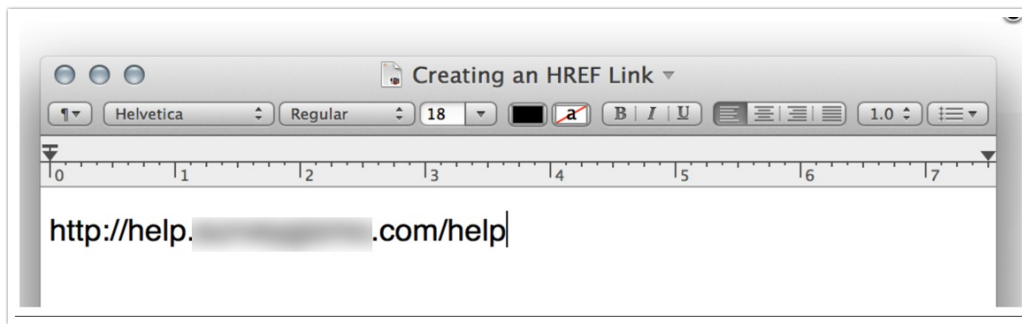 Creating an HREF Link
Helvetica Regular 18 a B I U 1.0
0 1 2 3 4 5 6 7
http://help. .com/help